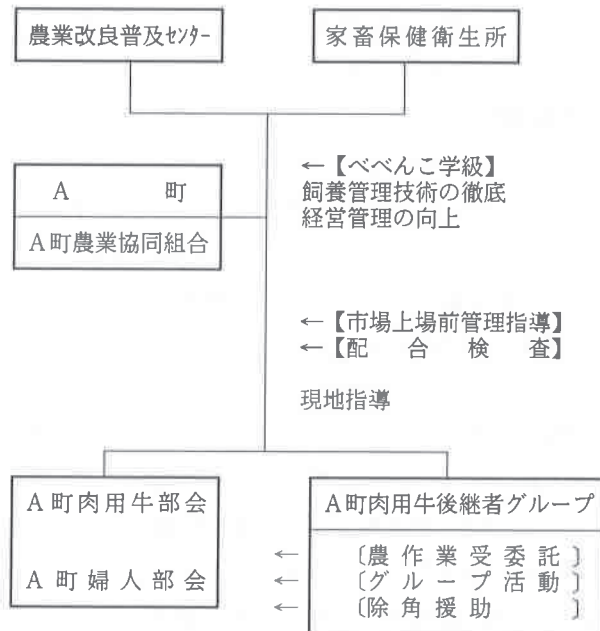 農業改良普及ｾﾝﾀｰ
家畜保健衛生所
A 町
A町農業協同組合
←【べべんこ学級】
飼養管理技術の徹底
経営管理の向上
←【市場上場前管理指導】
←【配 合 検 査】
現地指導
A町肉用牛部会
A町婦人部会
A町肉用牛後継者グループ
← 〔農作業受委託〕
← 〔グループ活動〕
← 〔除角援助 〕